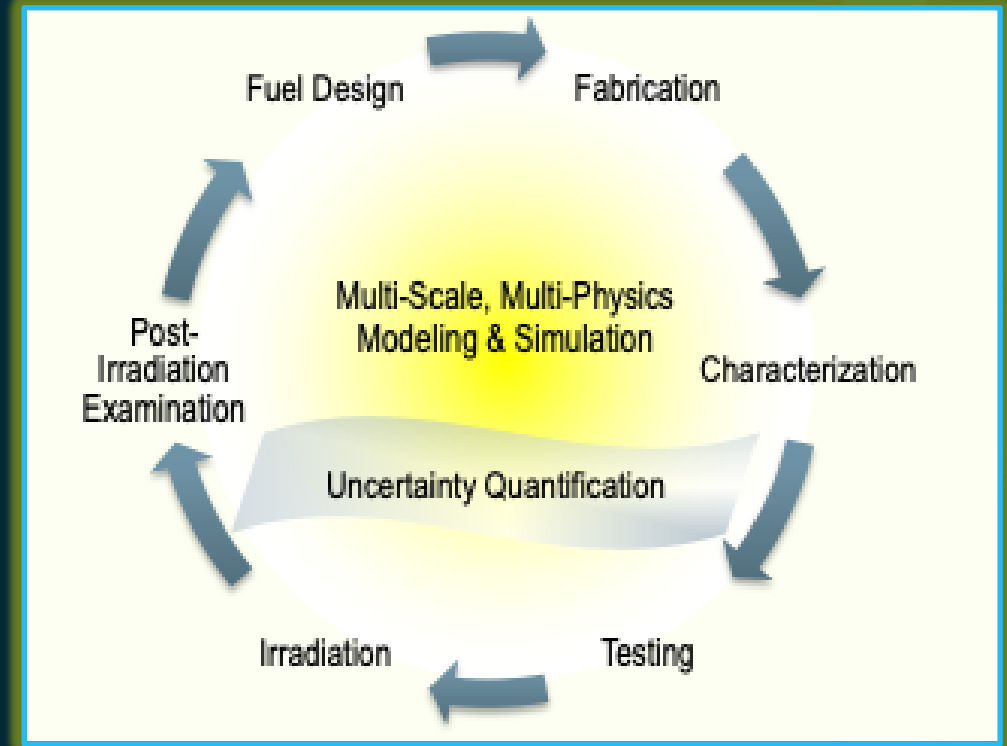 Fuel Design
Fabrication
Multi-Scale, Multi-Physics
Modeling & Simulation
Post-
Irradiation
Examination
Characterization
Uncertainty Quantification
Irradiation
Testing